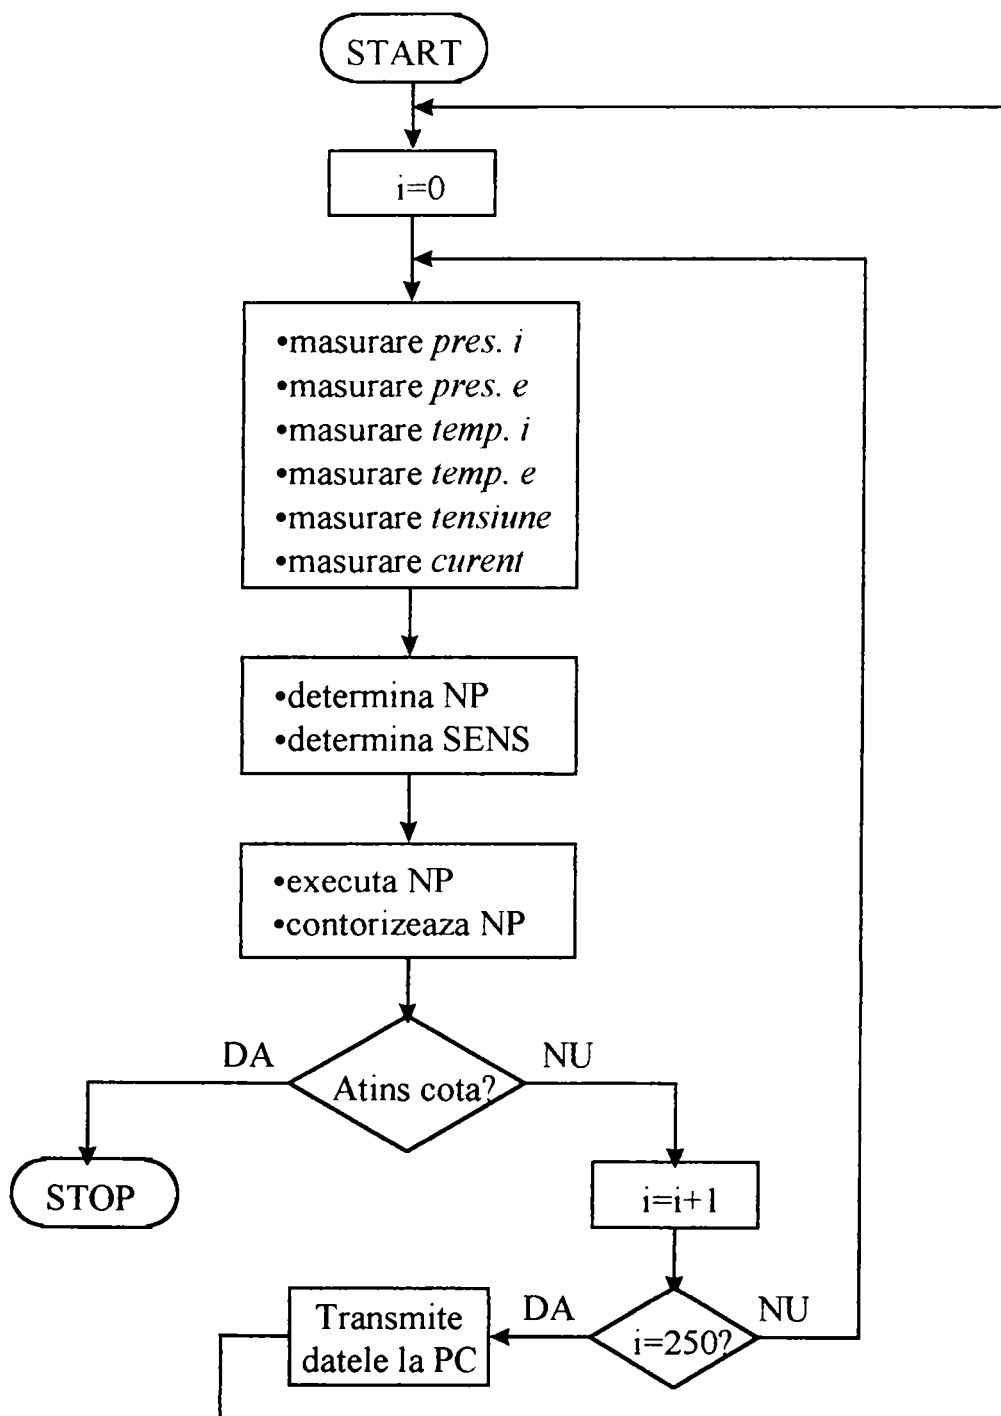 START
i=0
•masurare pres. i
•masurare pres. e
•masurare temp. i
•masurare temp. e
•masurare tensiune
•masurare curent
•determina NP
•determina SENS
•executa NP
•contorizeaza NP
DA
NU
Atins cota?
STOP
i=i+1
Transmite
datele la PC
DA
NU
i=250?